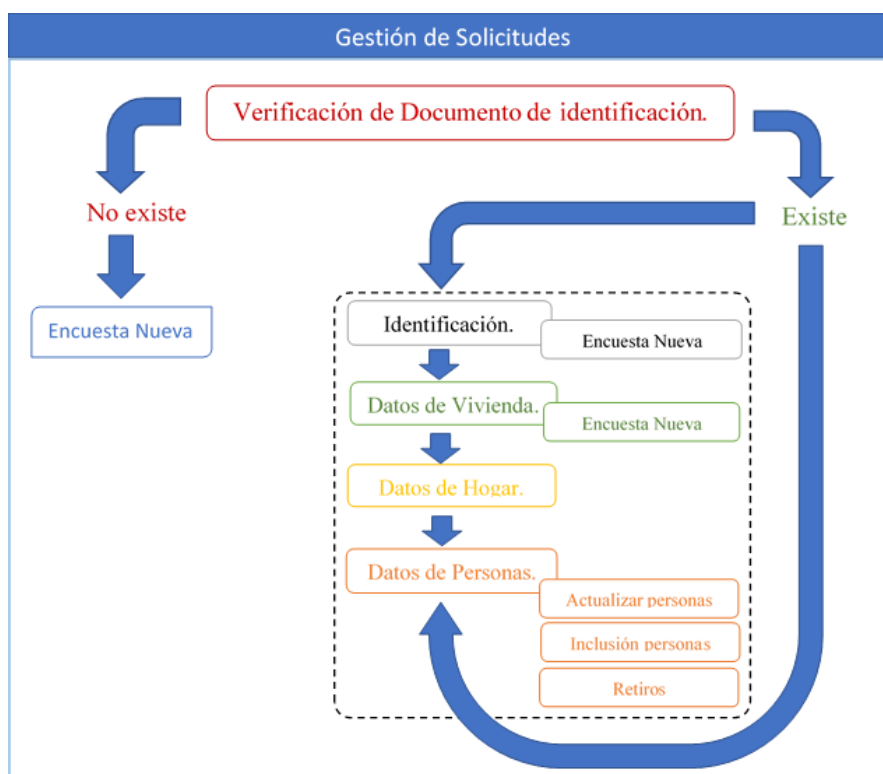 Gestión de Solicitudes
Verificación de Documento de identificación.
No existe
Existe
Encuesta Nueva
Identificación.
Encuesta Nueva
Datos de Vivienda.
Encuesta Nueva
Datos de Hogar.
Datos de Personas.
Actualizar personas
Inclusión personas
Retiros